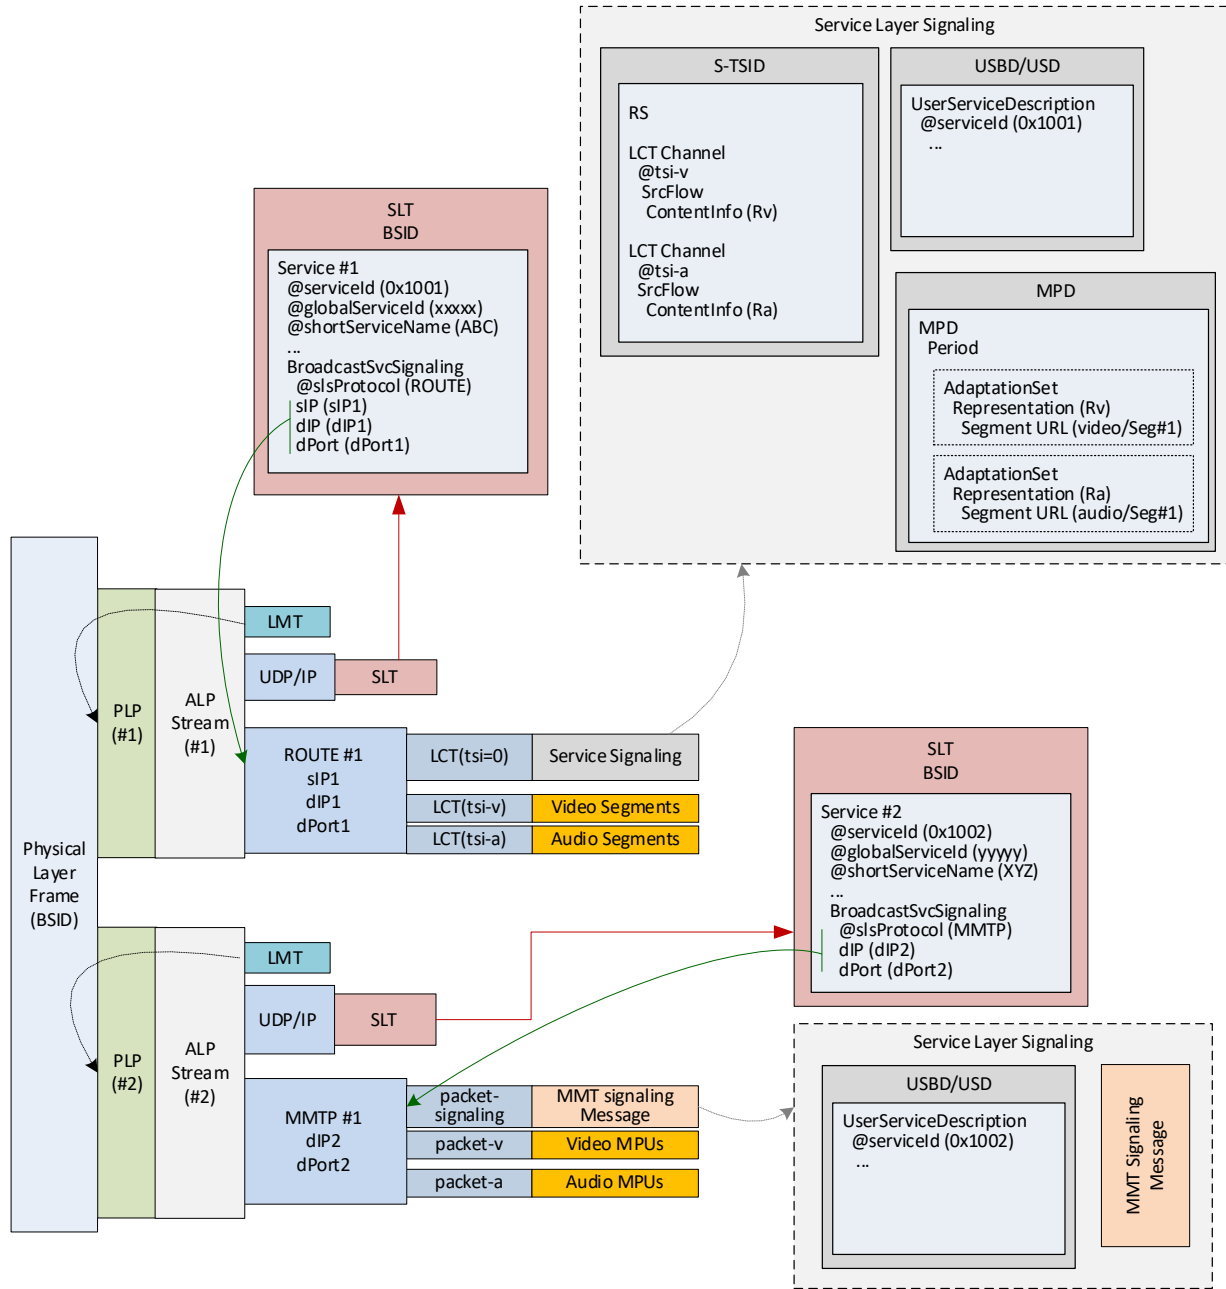 Service Layer Signaling
S-TSID
RS
LCT Channel
@tsi-v
SrcFlow
ContentInfo (Rv)
LCT Channel
@tsi-a
SrcFlow
ContentInfo (Ra)
USBD/USD
UserServiceDescription
@serviceId (0x1001)
...
MPD
MPD
Period
AdaptationSet
Representation (Rv)
Segment URL (video/Seg#1)
AdaptationSet
Representation (Ra)
Segment URL (audio/Seg#1)
SLT
BSID
Service #1
@serviceId (0x1001)
@globalServiceId (xxxxx)
@shortServiceName (ABC)
...
BroadcastSvcSignaling
@slsProtocol (ROUTE)
sIP (sIP1)
dIP (dIP1)
dPort (dPort1)
Physical
Layer
Frame
(BSID)
PLP
(#1)
ALP
Stream
(#1)
LMT
UDP/IP
SLT
ROUTE #1
sIP1
dIP1
dPort1
LCT(tsi=0)
Service Signaling
LCT(tsi-v)
Video Segments
LCT(tsi-a)
Audio Segments
SLT
BSID
Service #2
@serviceId (0x1002)
@globalServiceId (yyyyy)
@shortServiceName (XYZ)
...
BroadcastSvcSignaling
@slsProtocol (MMTP)
dIP (dIP2)
dPort (dPort2)
PLP
(#2)
ALP
Stream
(#2)
LMT
UDP/IP
SLT
MMTP #1
dIP2
dPort2
packet-
signaling
MMT signaling
Message
packet-v
Video MPUs
packet-a
Audio MPUs
Service Layer Signaling
USBD/USD
UserServiceDescription
@serviceId (0x1002)
...
MMT Signaling
Message